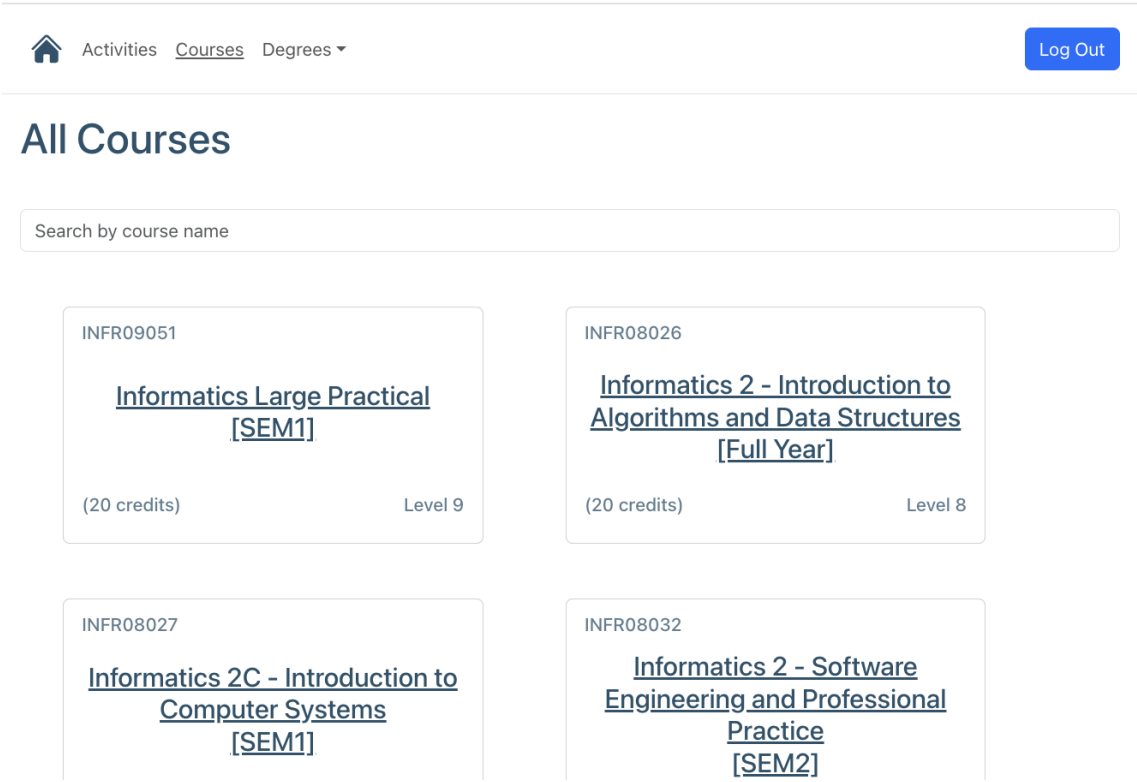 Activities Courses Degrees Log Out
All Courses
Search by course name
INFR09051
Informatics Large Practical
[SEM1]
(20 credits) Level 9
INFR08026
Informatics 2 - Introduction to
Algorithms and Data Structures
[Full Year]
(20 credits) Level 8
INFR08027
Informatics 2C - Introduction to
Computer Systems
[SEM1]
INFR08032
Informatics 2 - Software
Engineering and Professional
Practice
[SEM2]